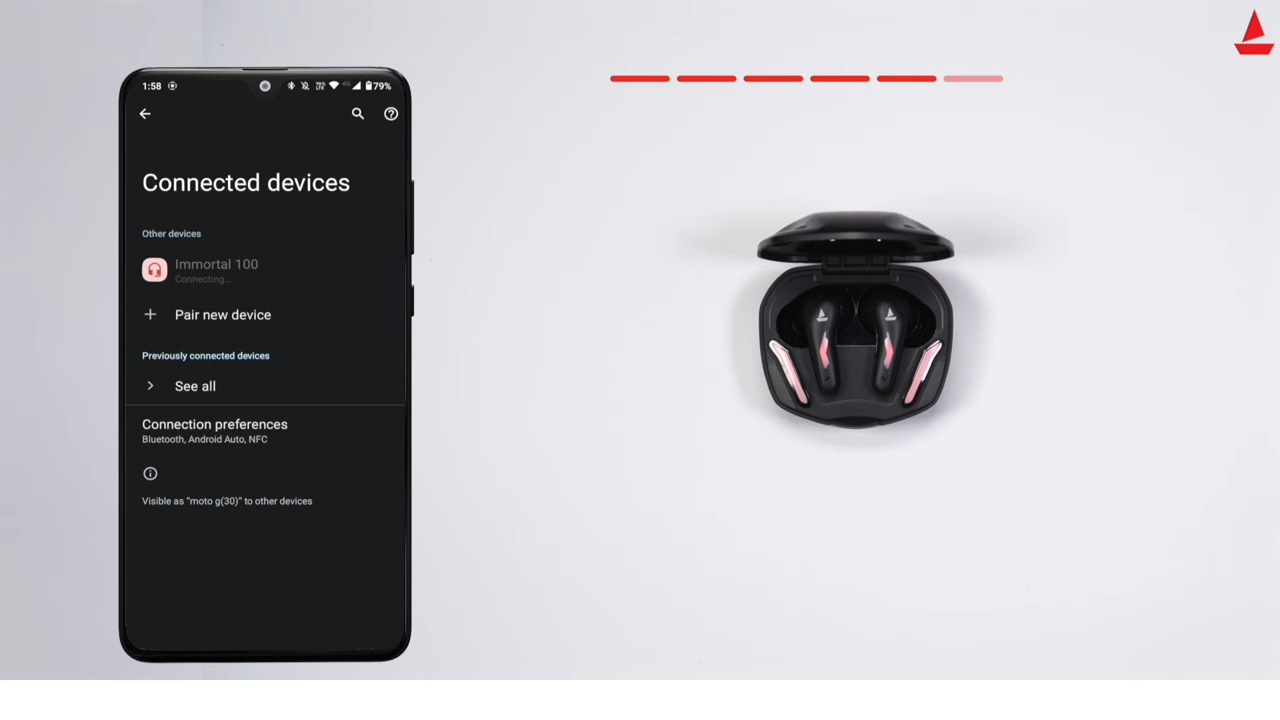 1:58
4G
79%
Connected devices
Other devices
Immortal 100
Connecting...
Pair new device
Previously connected devices
See all
Connection preferences
Bluetooth, Android Auto, NFC
Visible as "moto g(30)" to other devices